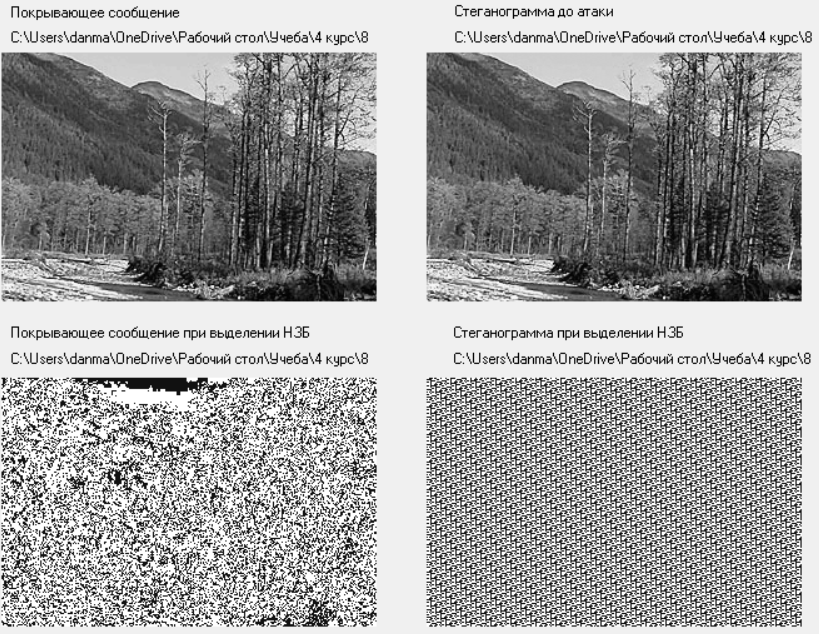 Покрывающее сообщение
C:\Users\danma\OneDrive\Рабочий стол\Учеба\4 курс\8
Стеганограмма до атаки
C:\Users\danma\OneDrive\Рабочий стол\Учеба\4 курс\8
Покрывающее сообщение при выделении НЗБ
C:\Users\danma\OneDrive\Рабочий стол\Учеба\4 курс\8
Стеганограмма при выделении НЗБ
C:\Users\danma\OneDrive\Рабочий стол\Учеба\4 курс\8